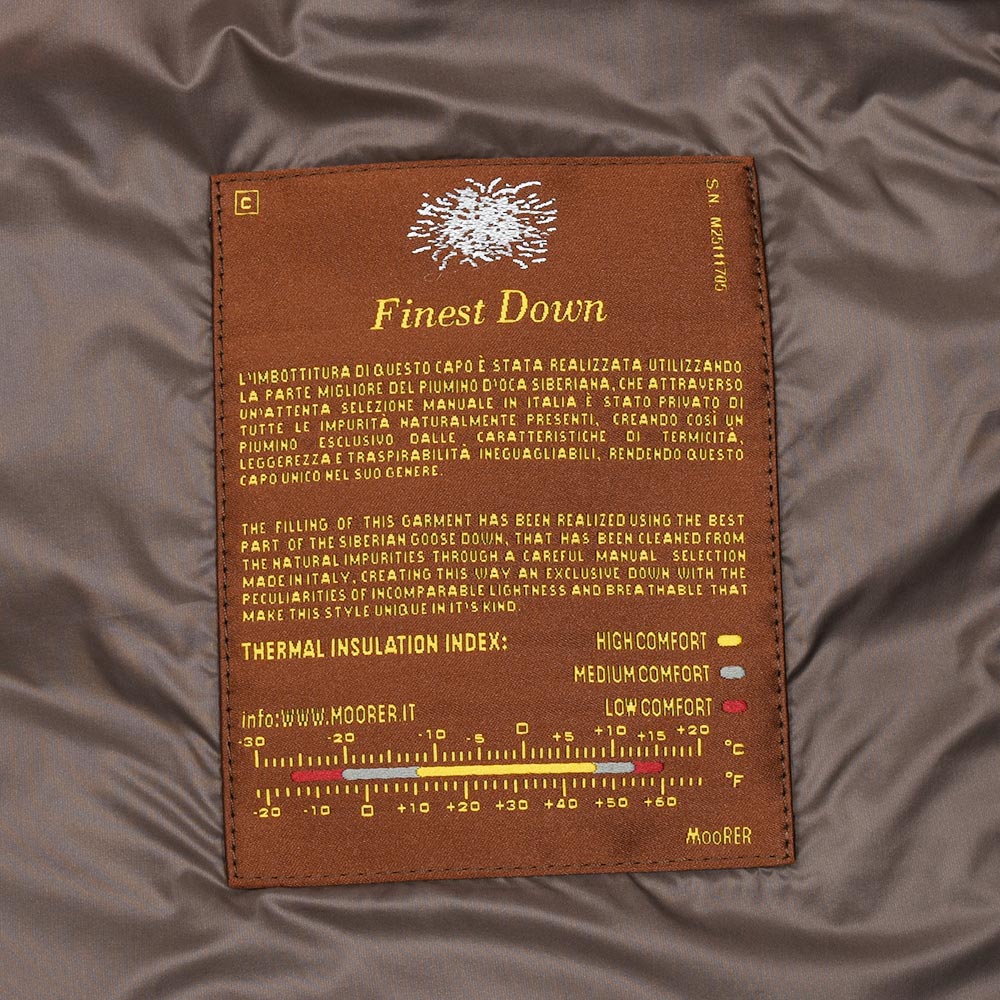 C
S.N. M25111705
Finest Down
L'IMBOTTITURA DI QUESTO CAPO È STATA REALIZZATA UTILIZZANDO
LA PARTE MIGLIORE DEL PIUMINO D'OCA SIBERIANA, CHE ATTRAVERSO
UN'ATTENTA SELEZIONE MANUALE IN ITALIA È STATO PRIVATO DI
TUTTE LE IMPURITÀ NATURALMENTE PRESENTI, CREANDO COSÌ UN
PIUMINO ESCLUSIVO DALLE CARATTERISTICHE DI TERMICITÀ,
LEGGEREZZA E TRASPIRABILITÀ INEGUAGLIABILI, RENDENDO QUESTO
CAPO UNICO NEL SUO GENERE.
THE FILLING OF THIS GARMENT HAS BEEN REALIZED USING THE BEST
PART OF THE SIBERIAN GOOSE DOWN, THAT HAS BEEN CLEANED FROM
THE NATURAL IMPURITIES THROUGH A CAREFUL MANUAL SELECTION
MADE IN ITALY, CREATING THIS WAY AN EXCLUSIVE DOWN WITH THE
PECULIARITIES OF INCOMPARABLE LIGHTNESS AND BREATHABLE THAT
MAKE THIS STYLE UNIQUE IN IT'S KIND.
THERMAL INSULATION INDEX:
HIGH COMFORT
MEDIUM COMFORT
LOW COMFORT
info:WWW.MOORER.IT
-30 -20 -10 -5 0 +5 +10 +15 +20 °C
-20 -10 0 +10 +20 +30 +40 +50 +60 °F
MOORER